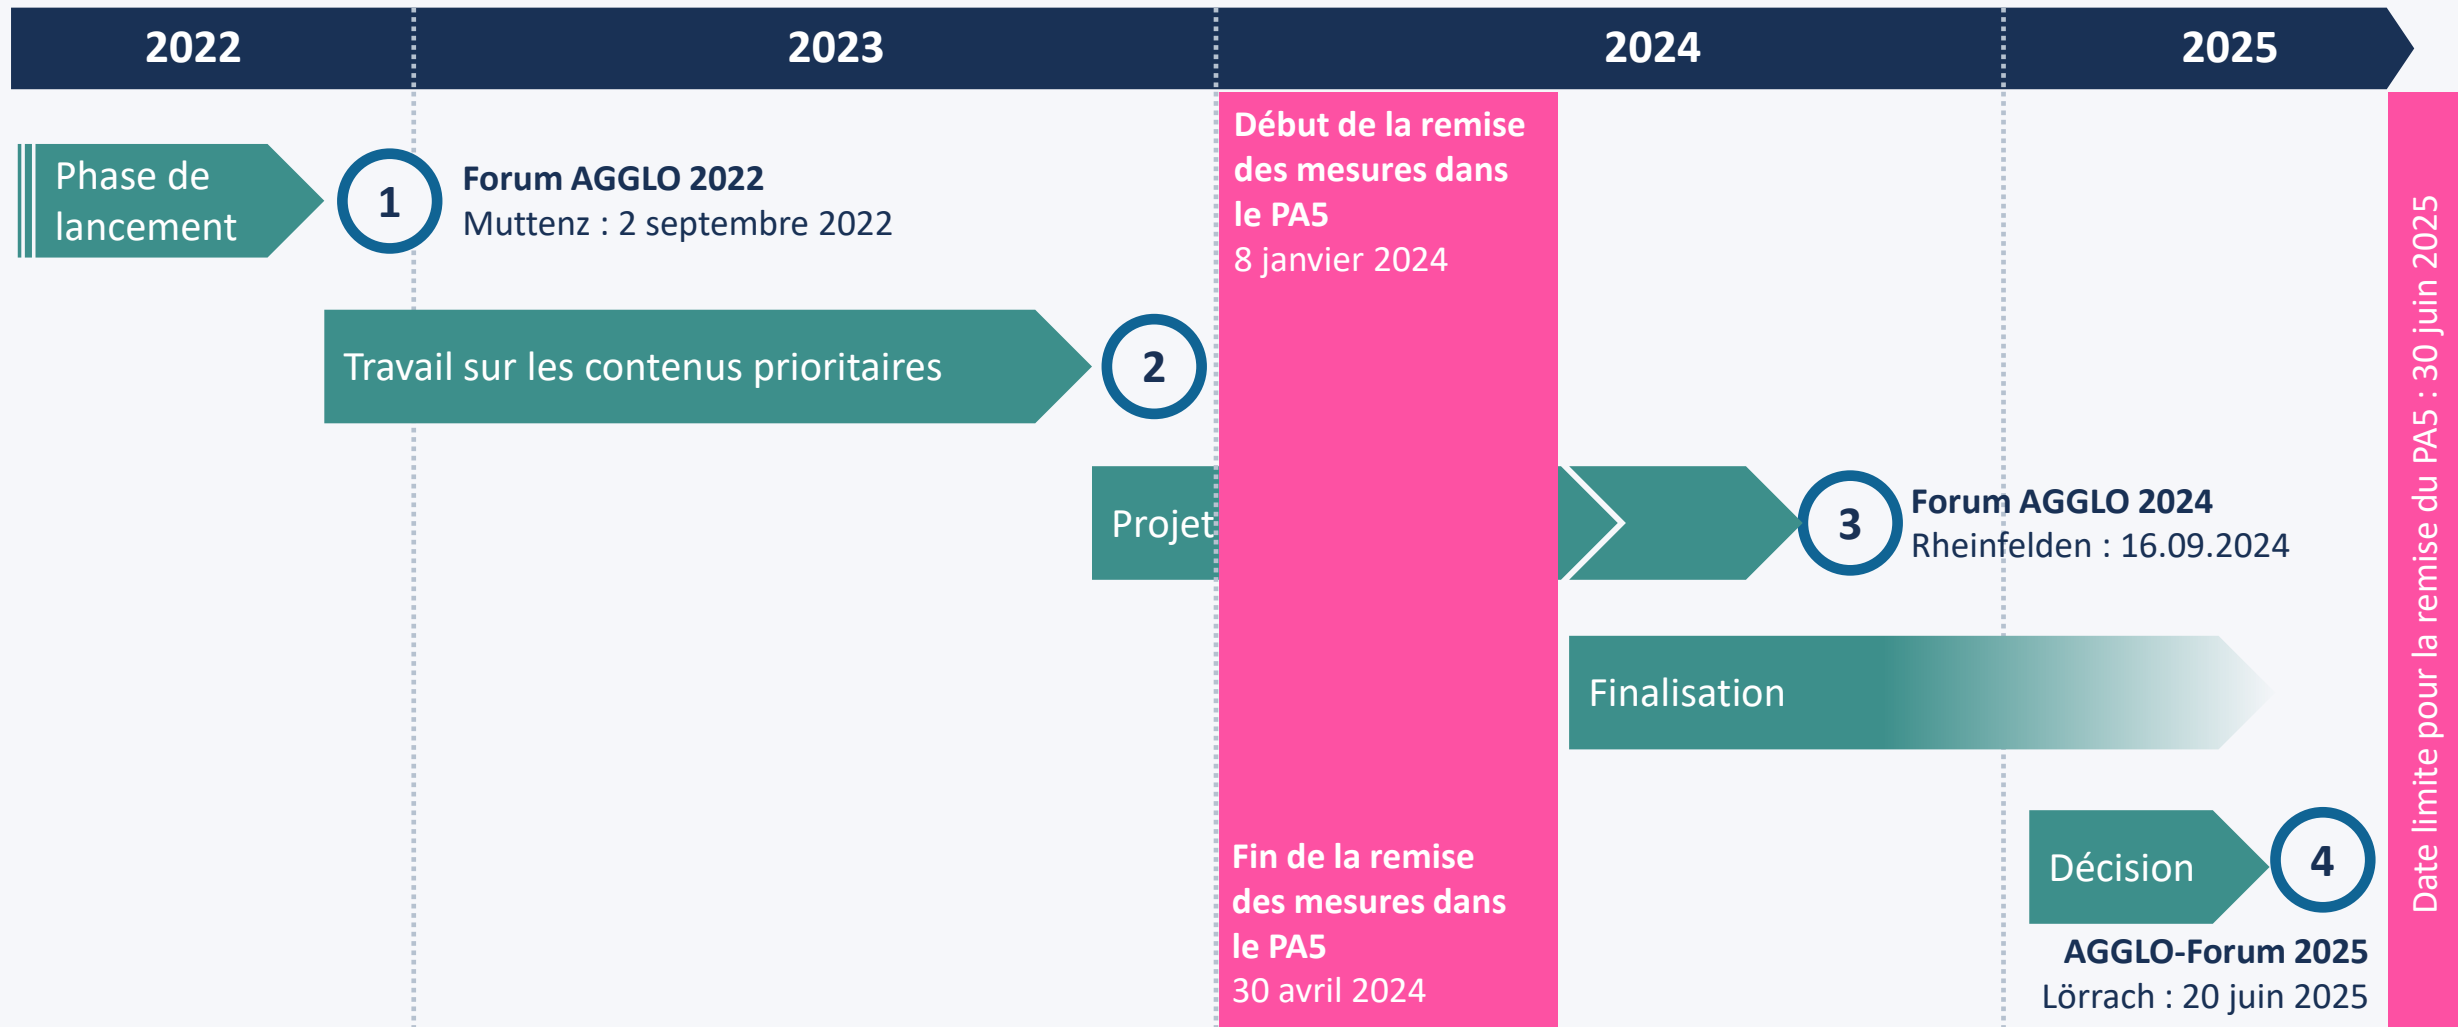 2022
2023
2024
2025
Phase de
lancement
1
Forum AGGLO 2022
Muttenz : 2 septembre 2022
Début de la remise
des mesures dans
le PA5
8 janvier 2024
Travail sur les contenus prioritaires
2
Projet
3
Forum AGGLO 2024
Rheinfelden : 16.09.2024
Finalisation
Fin de la remise
des mesures dans
le PA5
30 avril 2024
Décision
4
AGGLO-Forum 2025
Lörrach : 20 juin 2025
Date limite pour la remise du PA5 : 30 juin 2025